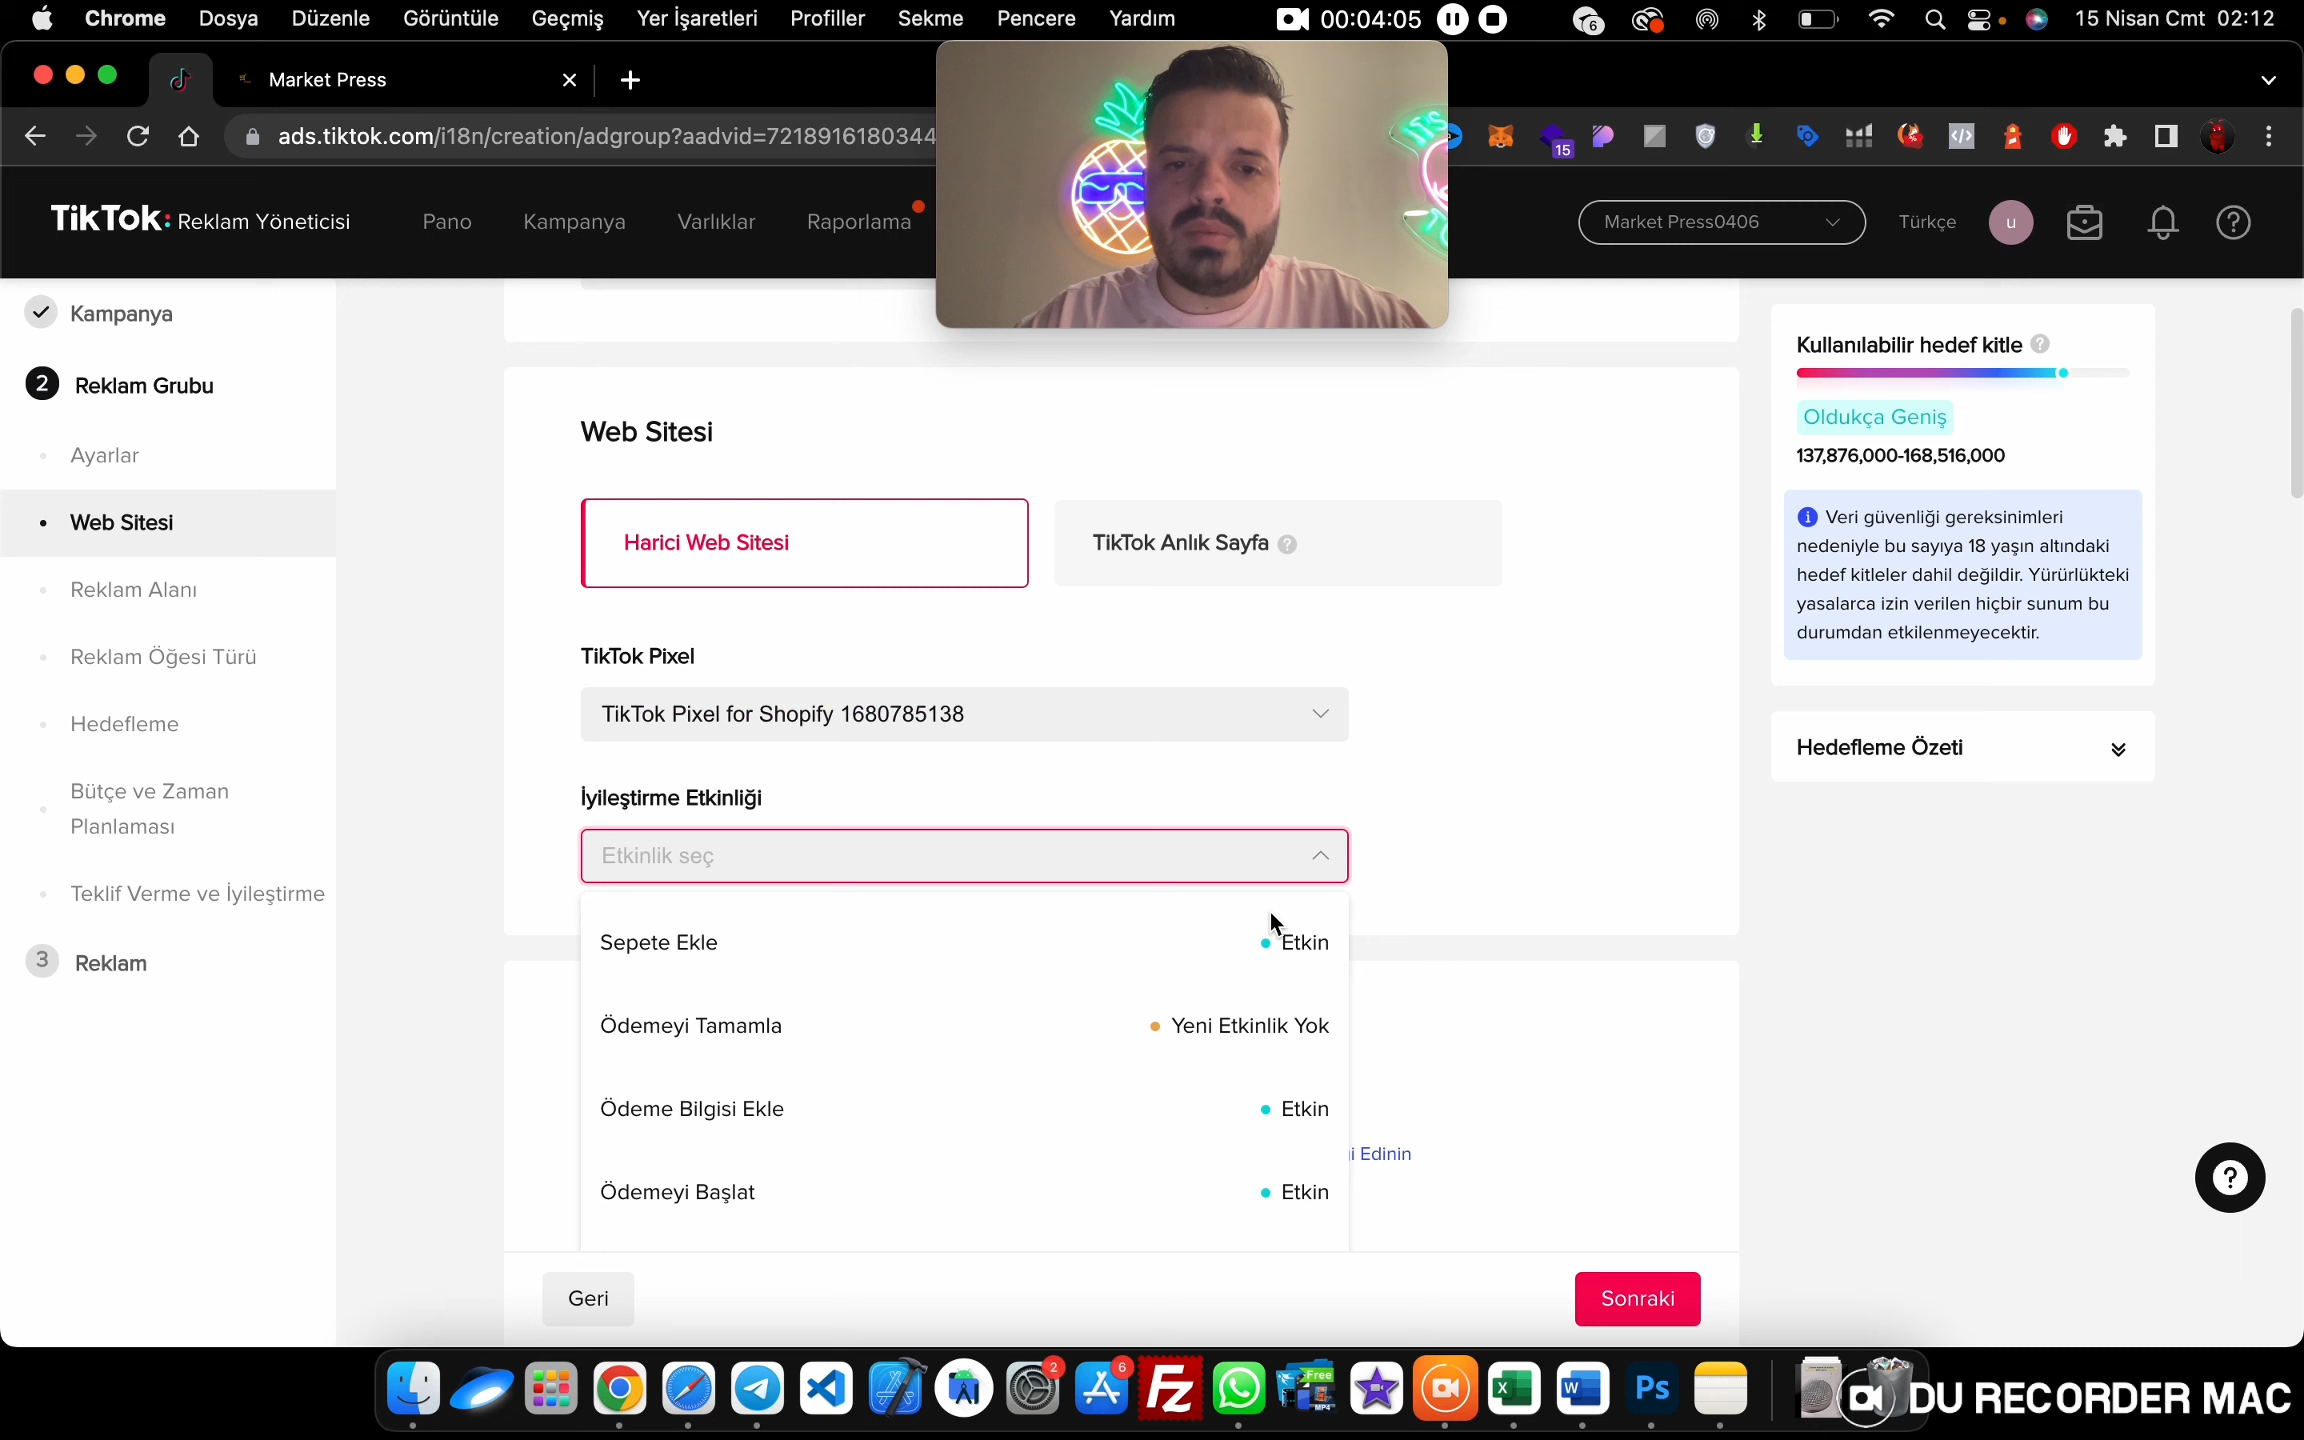 Chrome Dosya Düzenle Görüntüle Geçmiş Yer İşaretleri Profiller Sekme Pencere Yardım 00:04:05 6 15 Nisan Cmt 02:12
Market Press
ads.tiktok.com/i18n/creation/adgroup?aadvid=7218916180344
15
TikTok: Reklam Yöneticisi Pano Kampanya Varlıklar Raporlama Market Press0406 Türkçe u
Kampanya
2 Reklam Grubu
Ayarlar
Web Sitesi
Reklam Alanı
Reklam Öğesi Türü
Hedefleme
Bütçe ve Zaman
Planlaması
Teklif Verme ve İyileştirme
3 Reklam
Web Sitesi
Harici Web Sitesi
TikTok Anlık Sayfa ?
TikTok Pixel
TikTok Pixel for Shopify 1680785138
İyileştirme Etkinliği
Etkinlik seç
Sepete Ekle Etkin
Ödemeyi Tamamla Yeni Etkinlik Yok
Ödeme Bilgisi Ekle Etkin
i Edinin
Ödemeyi Başlat Etkin
Geri
Sonraki
Kullanılabilir hedef kitle ?
Oldukça Geniş
137,876,000-168,516,000
Veri güvenliği gereksinimleri
nedeniyle bu sayıya 18 yaşın altındaki
hedef kitleler dahil değildir. Yürürlükteki
yasalarca izin verilen hiçbir sunum bu
durumdan etkilenmeyecektir.
Hedefleme Özeti
?
2
6
Fz
Free
MP4
X
W
Ps
DU RECORDER MAC